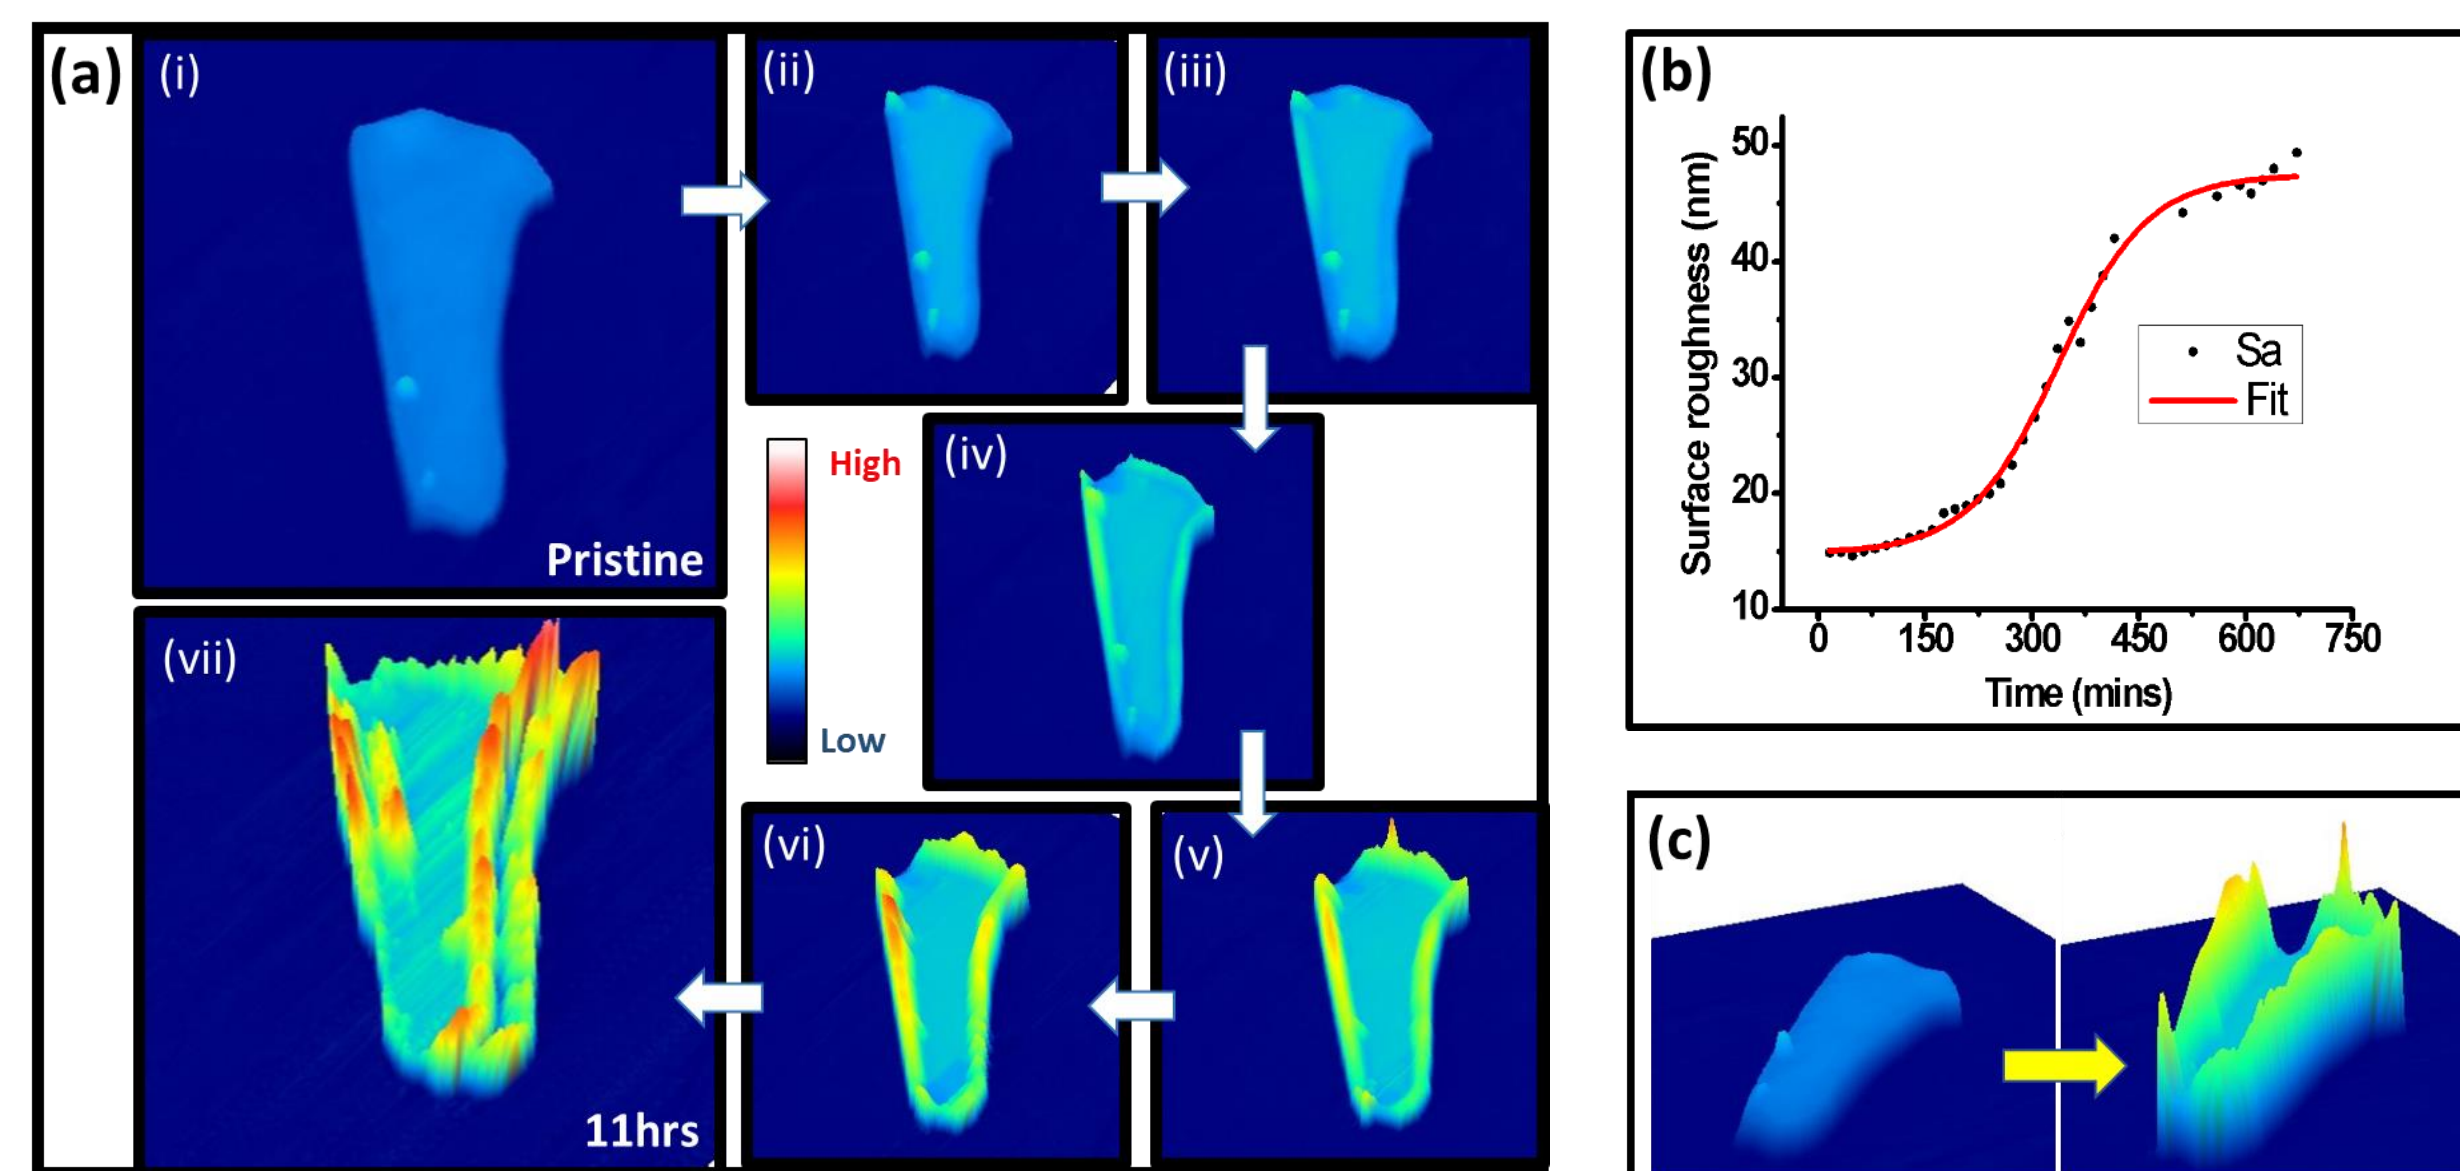 (a)
(i)
Pristine
(ii)
(iii)
High
Low
(iv)
(vii)
11hrs
(vi)
(v)
(b)
Surface roughness (nm)
50
40
30
20
10
Sa
Fit
0 150 300 450 600 750
Time (mins)
(c)